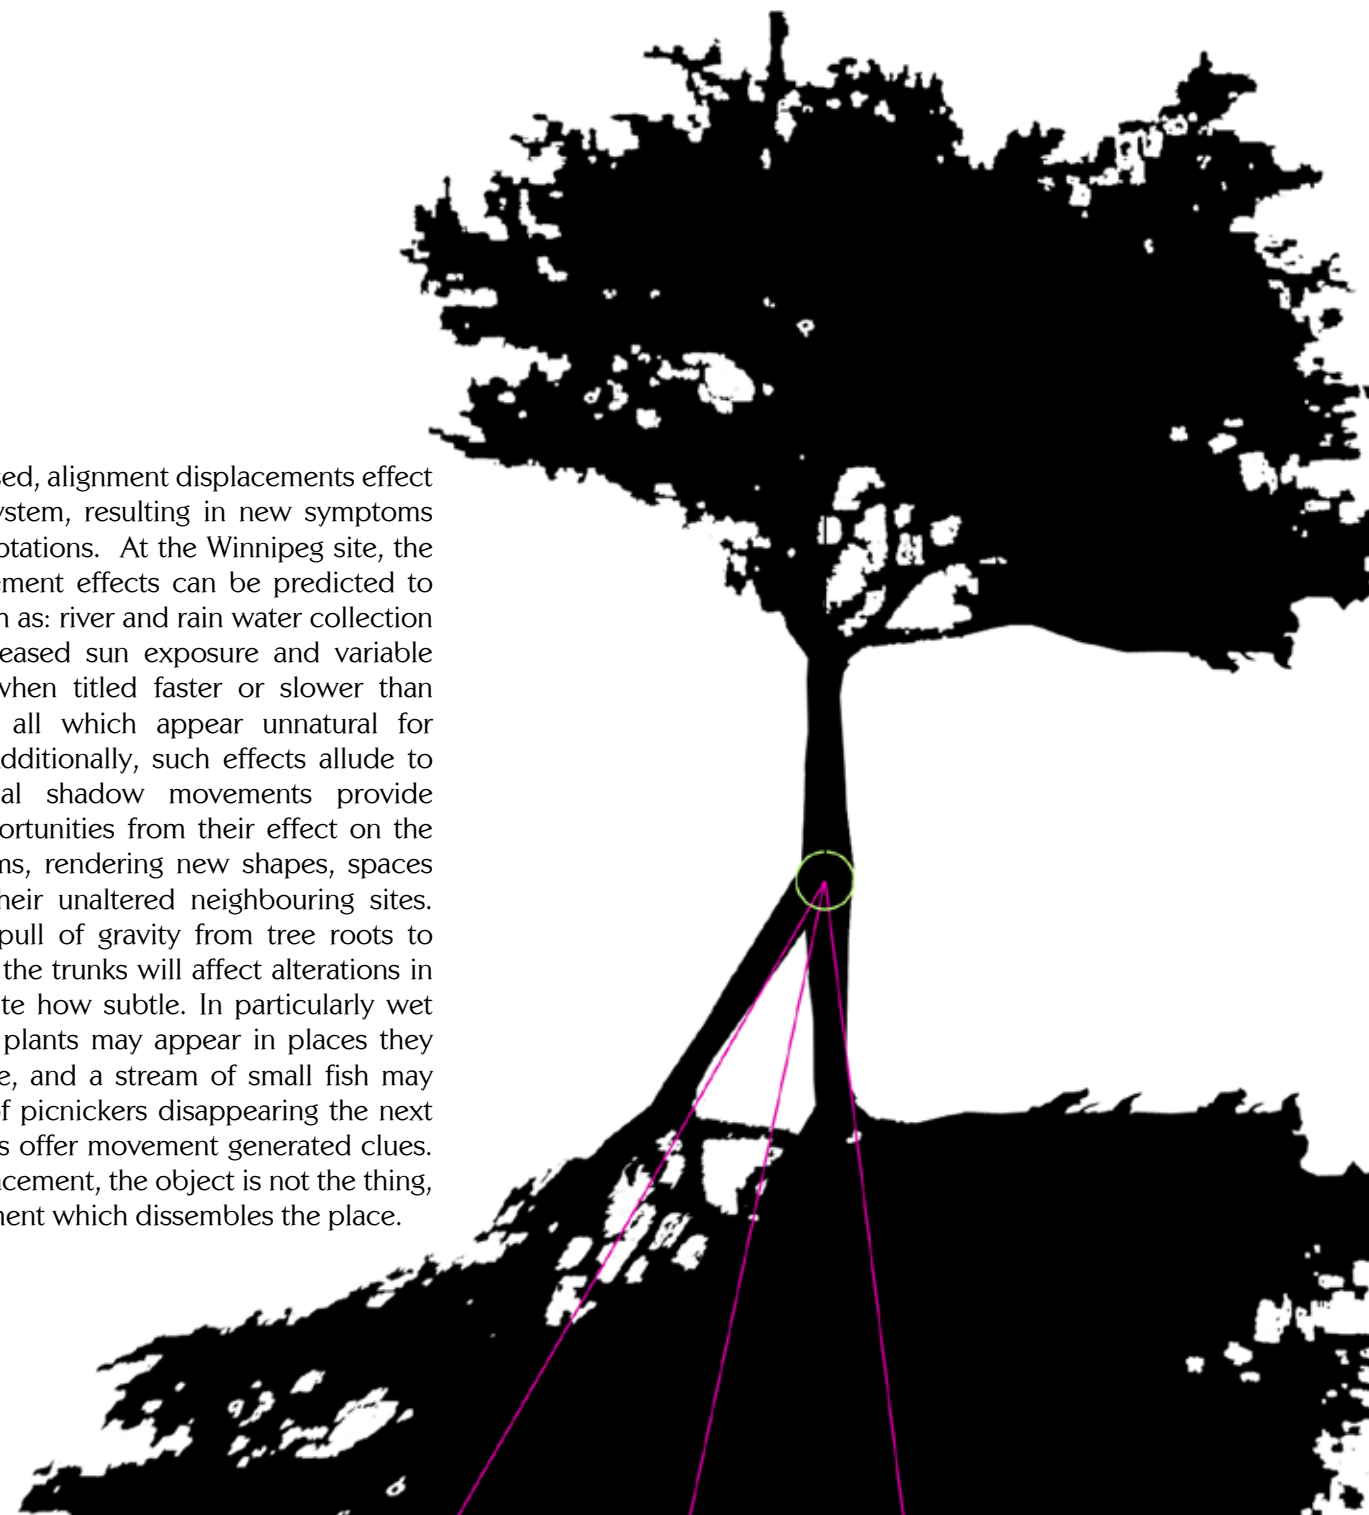 sed, alignment displacements effect
ystem, resulting in new symptoms
otations. At the Winnipeg site, the
ement effects can be predicted to
h as: river and rain water collection
eased sun exposure and variable
when titled faster or slower than
all which appear unnatural for
dditionally, such effects allude to
al shadow movements provide
ortunities from their effect on the
ns, rendering new shapes, spaces
heir unaltered neighbouring sites.
pull of gravity from tree roots to
the trunks will affect alterations in
te how subtle. In particularly wet
plants may appear in places they
e, and a stream of small fish may
of picnickers disappearing the next
s offer movement generated clues.
acement, the object is not the thing,
nent which dissembles the place.